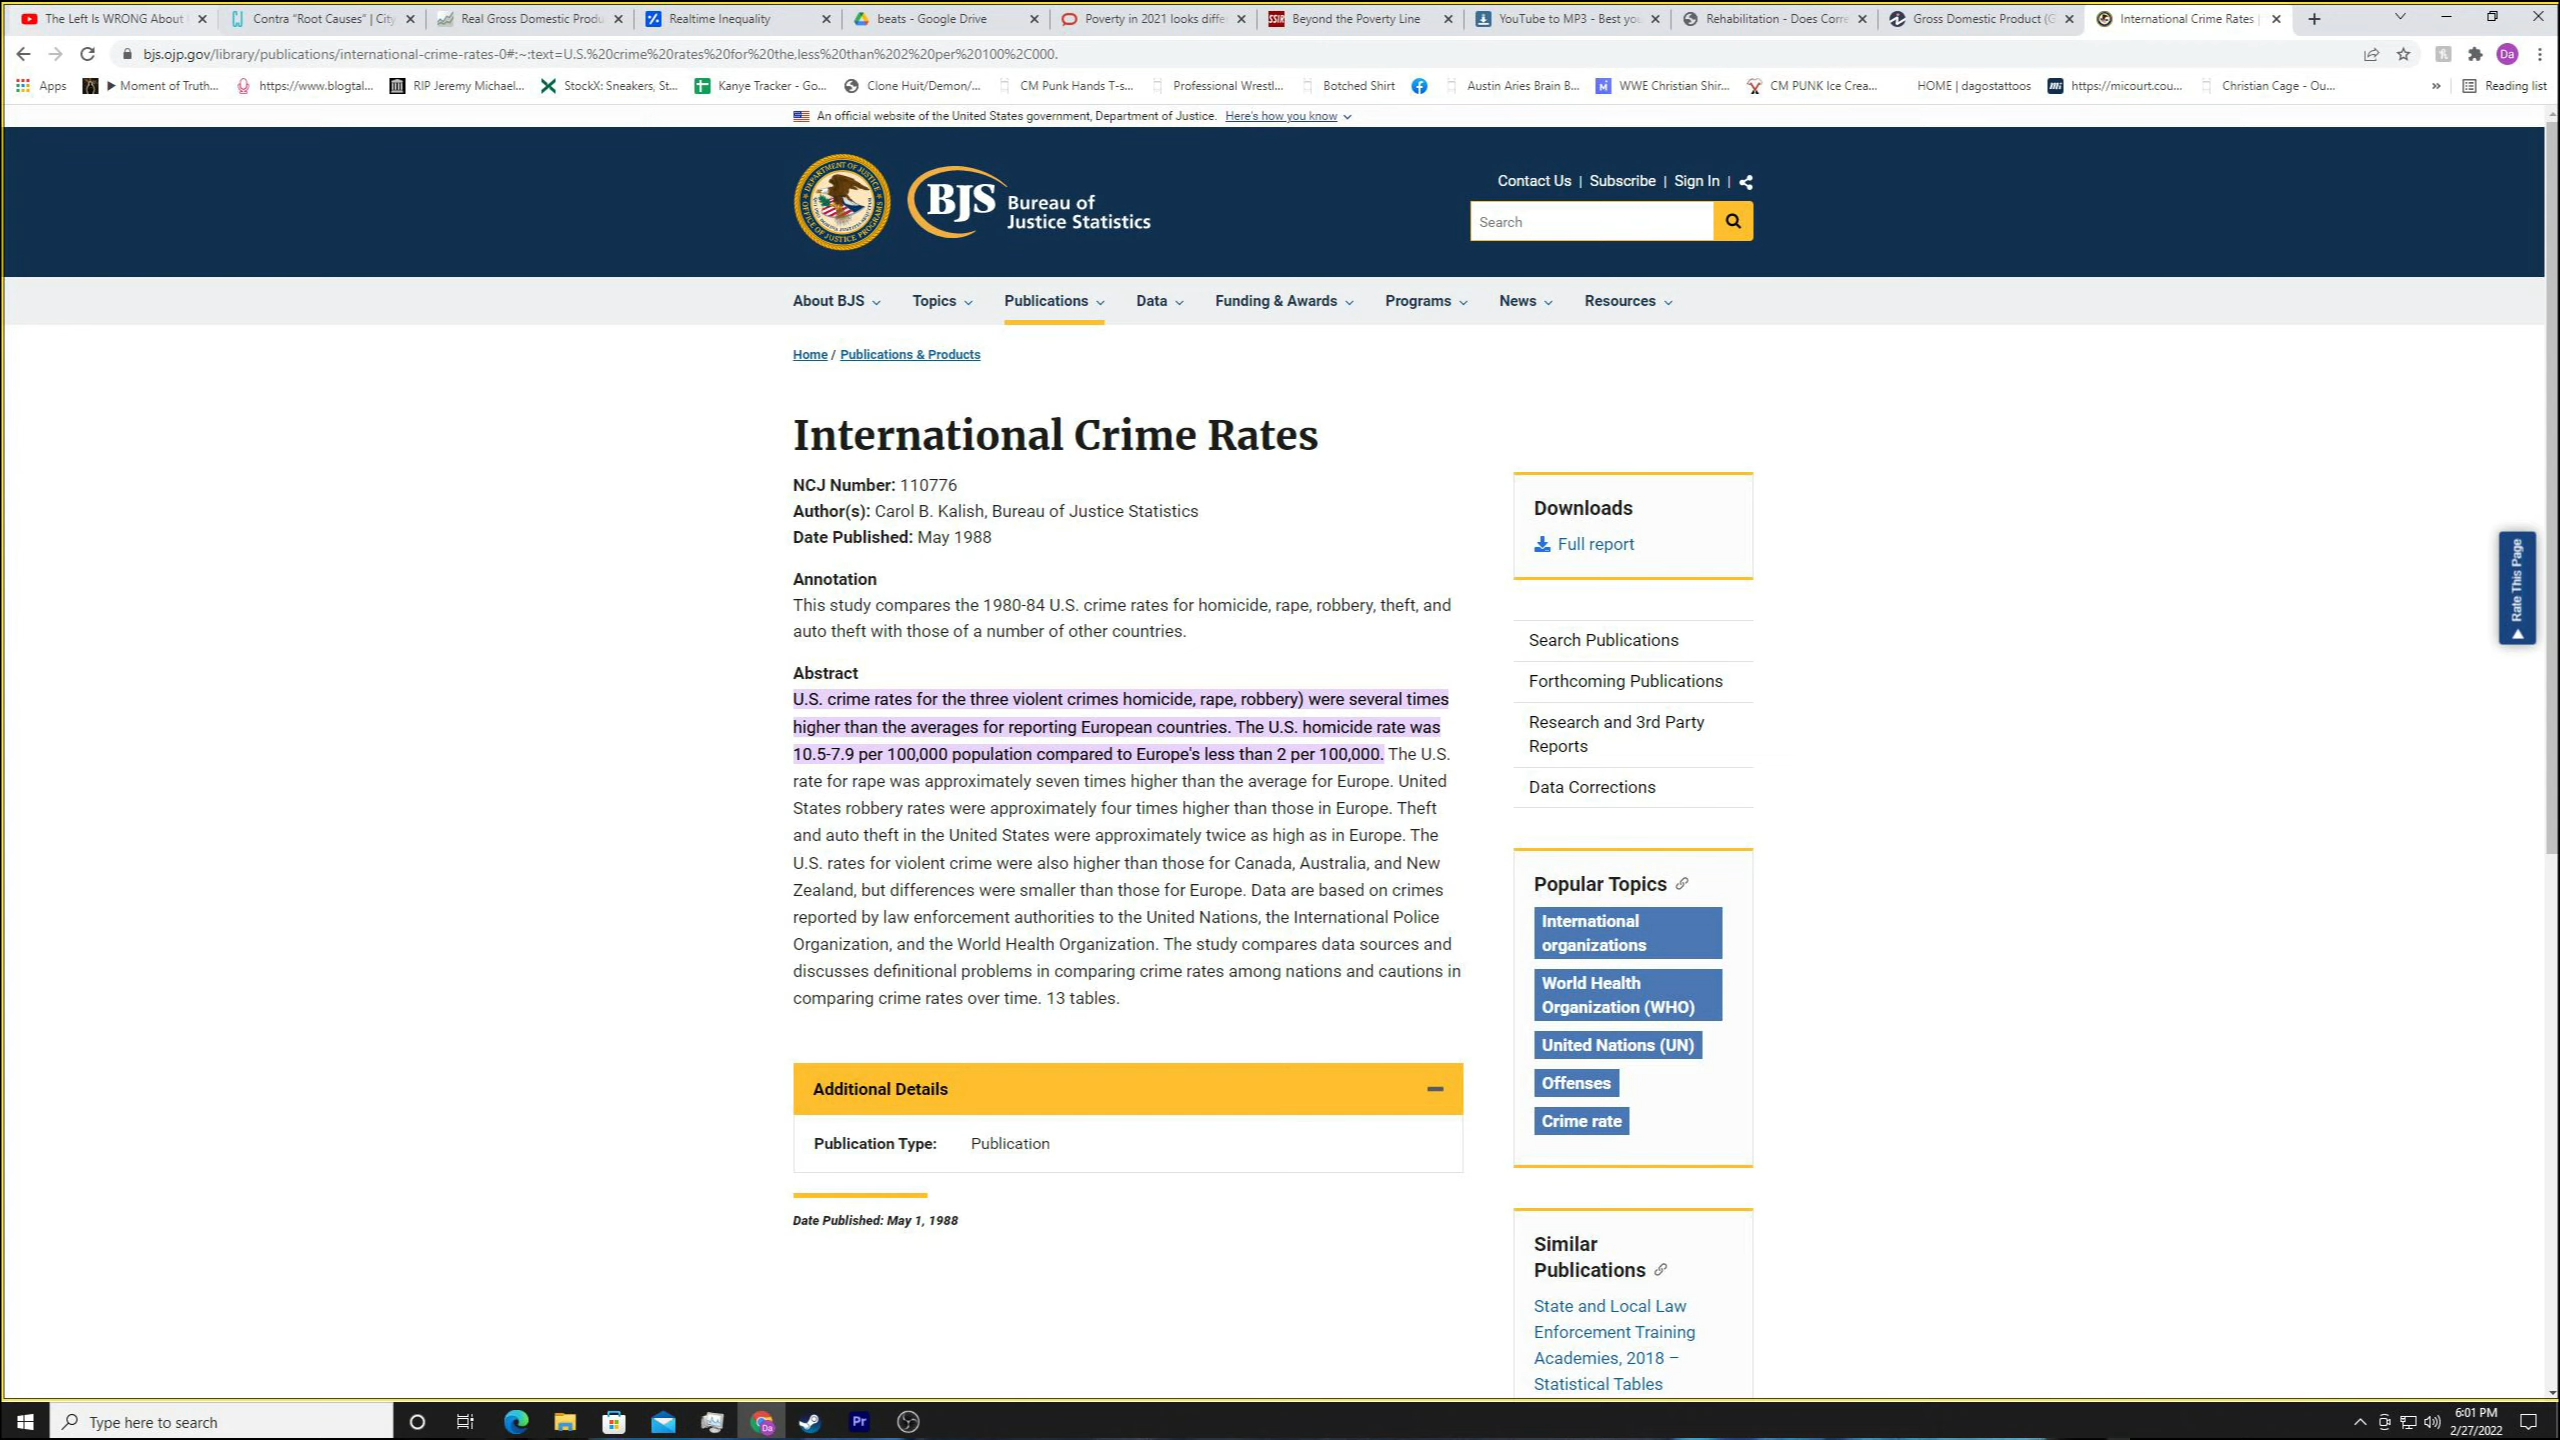 The Left Is WRONG About
Contra "Root Causes" | City
Real Gross Domestic Produ
Realtime Inequality
beats - Google Drive
Poverty in 2021 looks diffe
Beyond the Poverty Line
YouTube to MP3 - Best yo
Rehabilitation - Does Corre
Gross Domestic Product (G
International Crime Rates |
bjs.ojp.gov/library/publications/international-crime-rates-0#:~:text=U.S.%20crime%20rates%20for%20the,less%20than%202%20per%20100%2C000.
Da
Apps
Moment of Truth...
https://www.blogtal...
RIP Jeremy Michael...
StockX: Sneakers, St...
Kanye Tracker - Go...
Clone Huit/Demon/...
CM Punk Hands T-s...
Professional Wrestl...
Botched Shirt
Austin Aries Brain B...
WWE Christian Shir...
CM PUNK Ice Crea...
HOME | dagostattoos
https://micourt.cou...
Christian Cage - Ou...
»
Reading list
An official website of the United States government, Department of Justice. Here's how you know
BJS Bureau of
Justice Statistics
Contact Us | Subscribe | Sign In |
Search
About BJS
Topics
Publications
Data
Funding & Awards
Programs
News
Resources
Home / Publications & Products
International Crime Rates
NCJ Number: 110776
Author(s): Carol B. Kalish, Bureau of Justice Statistics
Date Published: May 1988
Annotation
This study compares the 1980-84 U.S. crime rates for homicide, rape, robbery, theft, and
auto theft with those of a number of other countries.
Abstract
U.S. crime rates for the three violent crimes homicide, rape, robbery) were several times
higher than the averages for reporting European countries. The U.S. homicide rate was
10.5-7.9 per 100,000 population compared to Europe's less than 2 per 100,000. The U.S.
rate for rape was approximately seven times higher than the average for Europe. United
States robbery rates were approximately four times higher than those in Europe. Theft
and auto theft in the United States were approximately twice as high as in Europe. The
U.S. rates for violent crime were also higher than those for Canada, Australia, and New
Zealand, but differences were smaller than those for Europe. Data are based on crimes
reported by law enforcement authorities to the United Nations, the International Police
Organization, and the World Health Organization. The study compares data sources and
discusses definitional problems in comparing crime rates among nations and cautions in
comparing crime rates over time. 13 tables.
Additional Details
Publication Type: Publication
Date Published: May 1, 1988
Downloads
Full report
Search Publications
Forthcoming Publications
Research and 3rd Party
Reports
Data Corrections
Popular Topics
International
organizations
World Health
Organization (WHO)
United Nations (UN)
Offenses
Crime rate
Similar
Publications
State and Local Law
Enforcement Training
Academies, 2018 –
Statistical Tables
Rate This Page
Type here to search
Pr
6:01 PM
2/27/2022